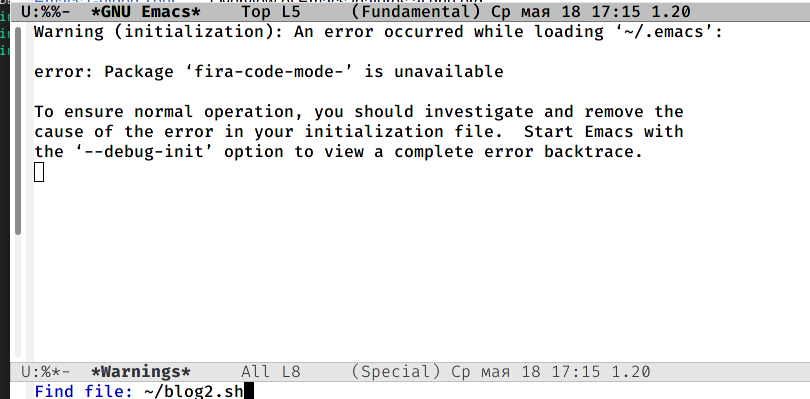 U:%%-  *GNU Emacs*    Top L5     (Fundamental) Ср мая 18 17:15 1.20
Warning (initialization): An error occurred while loading ‘~/.emacs’:
error: Package ‘fira-code-mode-’ is unavailable
To ensure normal operation, you should investigate and remove the
cause of the error in your initialization file.  Start Emacs with
the ‘--debug-init’ option to view a complete error backtrace.
U:%*-  *Warnings*     All L8     (Special) Ср мая 18 17:15 1.20
Find file: ~/blog2.sh